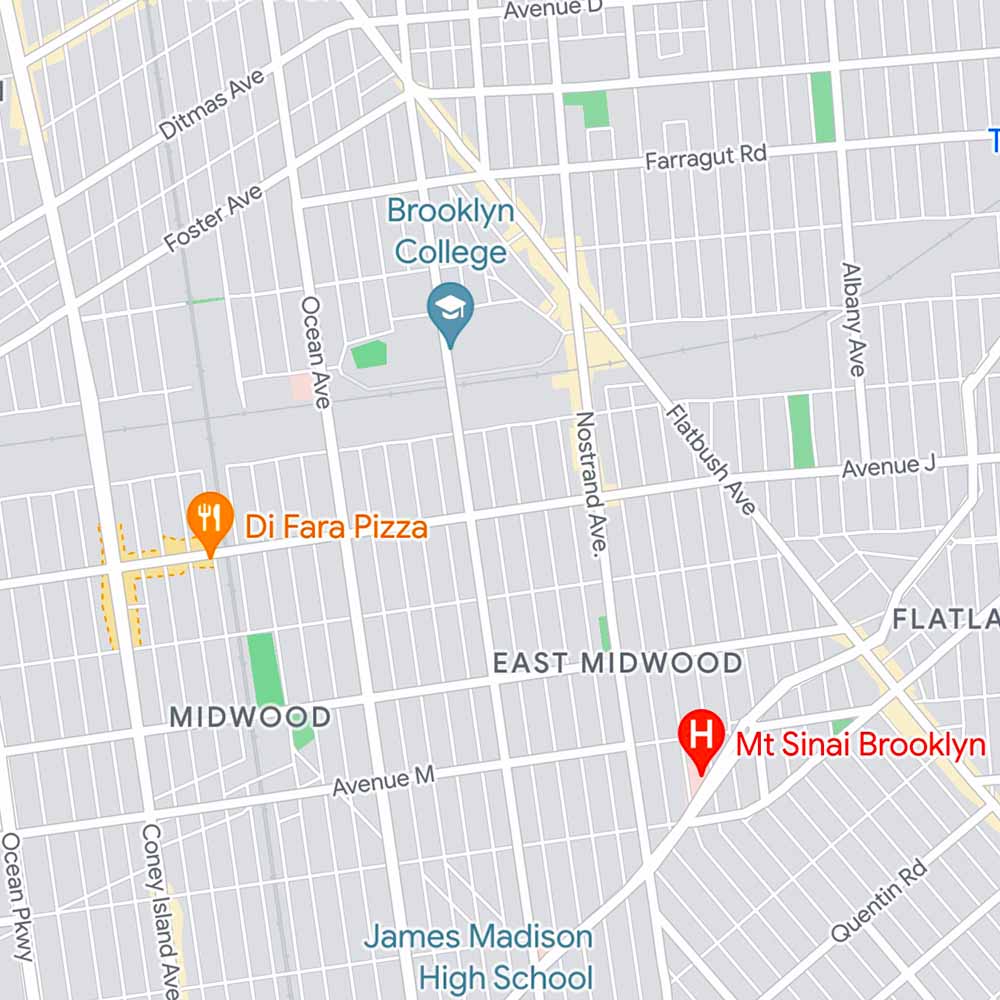 Avenue D
Ditmas Ave
Farragut Rd
Foster Ave
Brooklyn
College
Albany Ave
Ocean Ave
Nostrand Ave.
Flatbush Ave
Avenue J
Di Fara Pizza
FLATLA
EAST MIDWOOD
MIDWOOD
H
Mt Sinai Brooklyn
Avenue M
Ocean Pkwy
Coney Island Ave
Quentin Rd
James Madison
High School